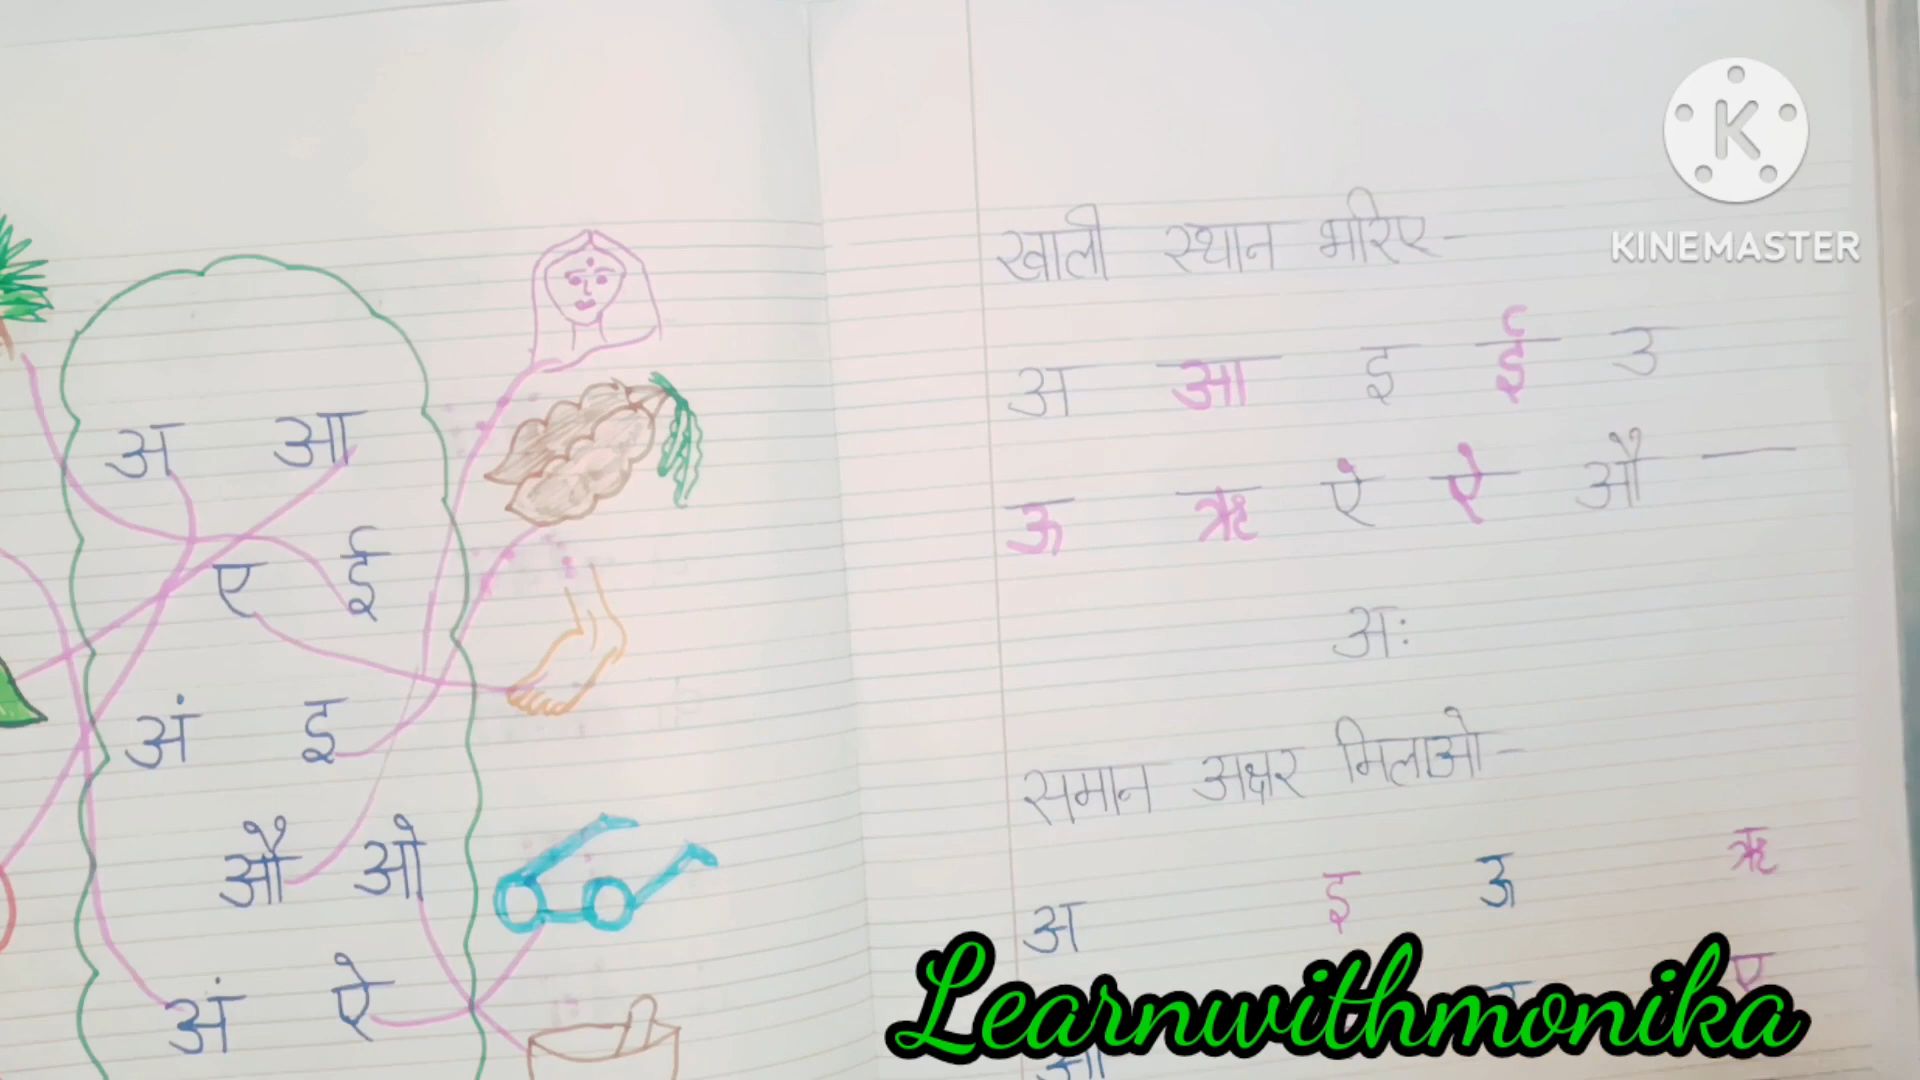 अ आ
ए ई
अं इ
औ ओ
अं ऐ
खाली स्थान भरिए-
अ आ इ ई उ
ऊ ऋ ऐ ऐ औ —
अः
समान अक्षर मिलाओ-
अ इ ऊ ऋ
ए
K
KINEMASTER
Learnwithmonika